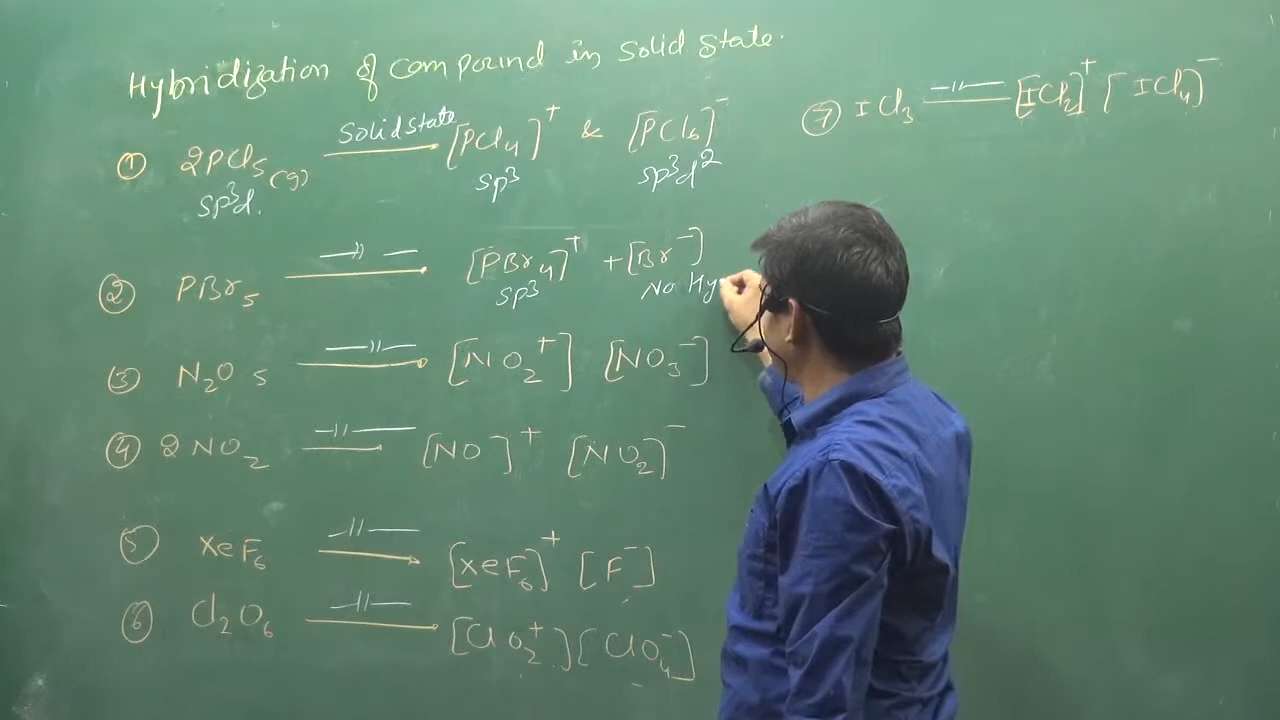 Hybridization of compound in solid state.
① 2PCl₅(g) solid state [PCl₄]⁺ & [PCl₆]⁻
sp³d. sp³ sp³d²
② PBr₅ —〃— [PBr₄]⁺ + [Br⁻]
sp³ No Hy
③ N₂O₅ —〃— [NO₂⁺] [NO₃⁻]
④ 2NO₂ —〃— [NO]⁺ [NO₂]⁻
⑤ XeF₆ —〃— [XeF₆]⁺ [F⁻]
⑥ Cl₂O₆ —〃— [ClO₂⁺] [ClO₄⁻]
⑦ ICl₃ —〃— [ICl₂]⁺ [ICl₄]⁻